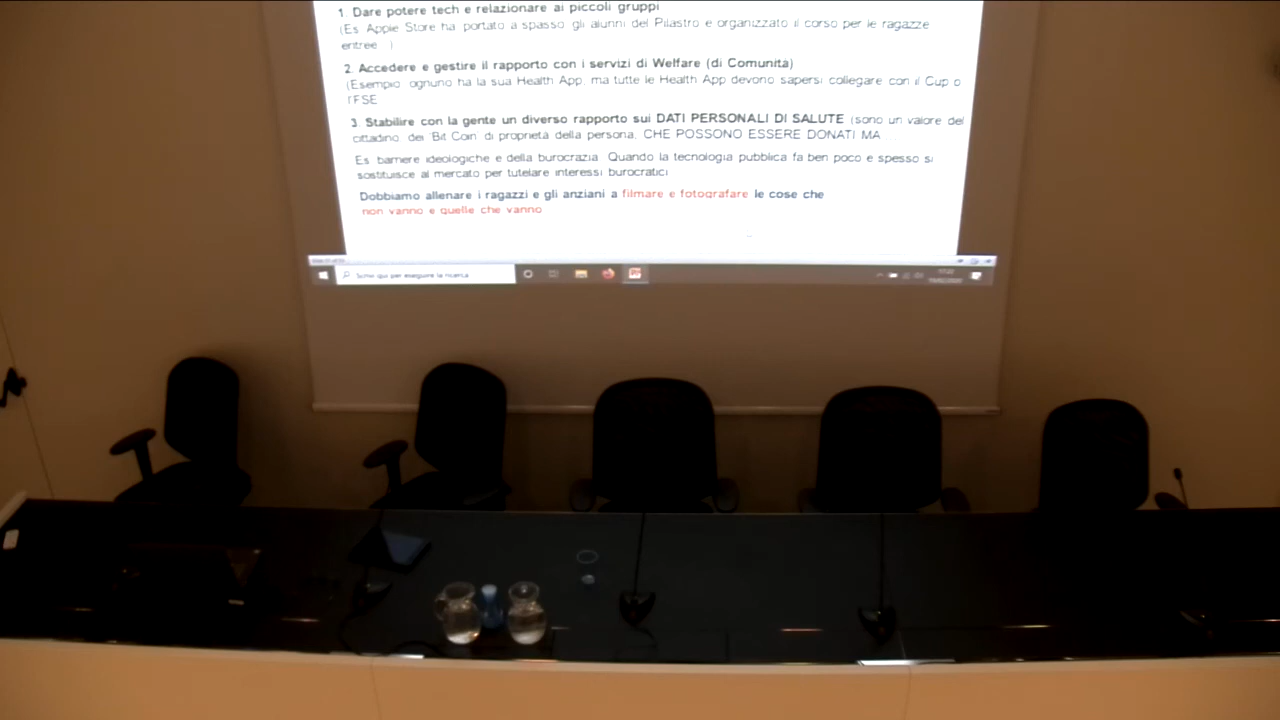 1. Dare potere tech e relazionare ai piccoli gruppi
(Es. Apple Store ha portato a spasso gli alunni del Pilastro e organizzato il corso per le ragazze
entree )
2. Accedere e gestire il rapporto con i servizi di Welfare (di Comunità)
(Esempio: ognuno ha la sua Health App, ma tutte le Health App devono sapersi collegare con il Cup o
l'FSE
3. Stabilire con la gente un diverso rapporto sui DATI PERSONALI DI SALUTE (sono un valore del
cittadino, dei 'Bit Coin' di proprietà della persona, CHE POSSONO ESSERE DONATI MA ...
Es barriere ideologiche e della burocrazia. Quando la tecnologia pubblica fa ben poco e spesso si
sostituisce al mercato per tutelare interessi burocratici
Dobbiamo allenare i ragazzi e gli anziani a filmare e fotografare le cose che
non vanno e quelle che vanno
Scrivi qui per eseguire la ricerca